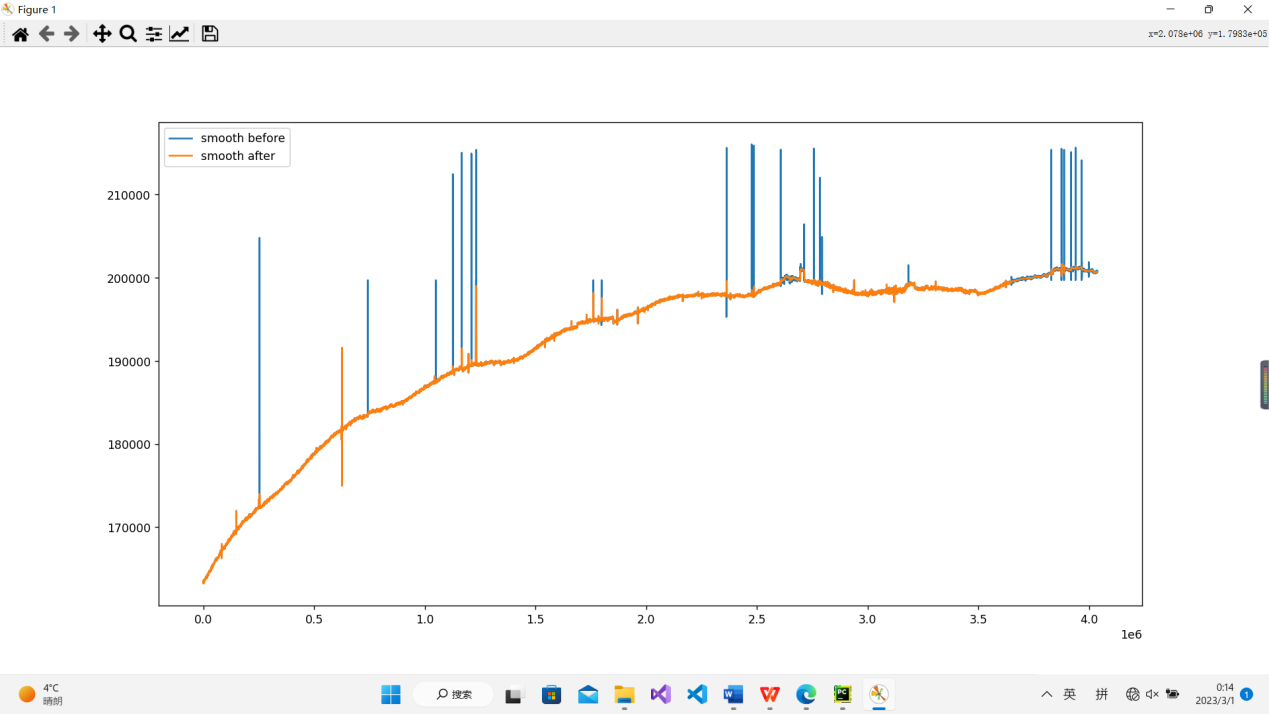 Figure 1
x=2.078e+06 y=1.7983e+05
smooth before
smooth after
210000
200000
190000
180000
170000
0.0 0.5 1.0 1.5 2.0 2.5 3.0 3.5 4.0
1e6
4°C
晴朗
搜索
W
W
PC
英
拼
0:14
2023/3/1
1